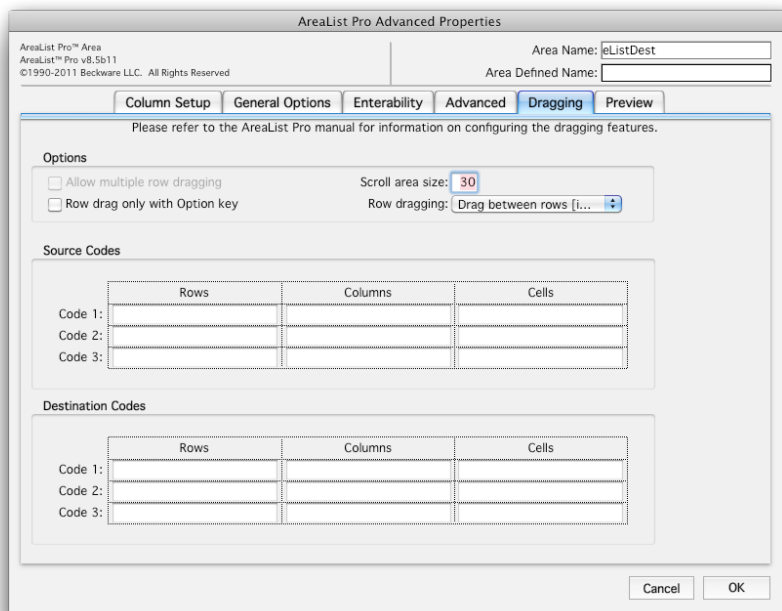 AreaList Pro Advanced Properties
AreaList Pro™ Area
AreaList™ Pro v8.5b11
©1990-2011 Beckware LLC. All Rights Reserved
Area Name: eListDest
Area Defined Name:
Column Setup General Options Enterability Advanced Dragging Preview
Please refer to the AreaList Pro manual for information on configuring the dragging features.
Options
Allow multiple row dragging Scroll area size: 30
Row drag only with Option key Row dragging: Drag between rows [i...
Source Codes
Rows Columns Cells
Code 1:
Code 2:
Code 3:
Destination Codes
Rows Columns Cells
Code 1:
Code 2:
Code 3:
Cancel OK